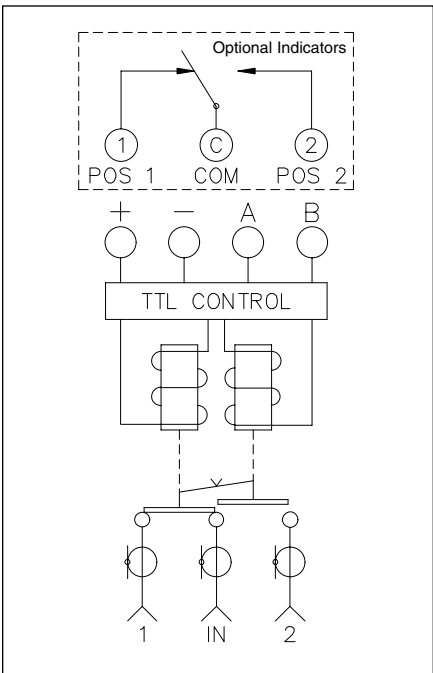 Optional Indicators
1 C 2
POS 1 COM POS 2
+ − A B
TTL CONTROL
1 IN 2